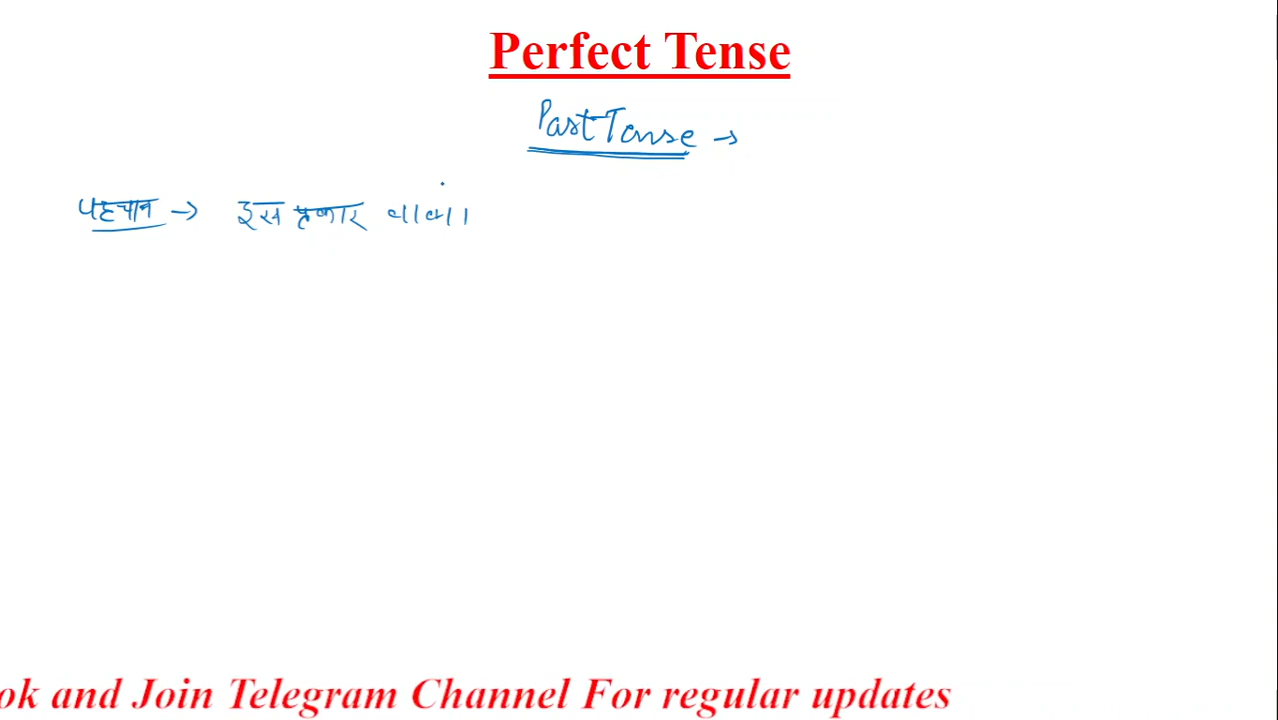 Perfect Tense
Past Tense →
पहचान → इस प्रकार
ok and Join Telegram Channel For regular updates